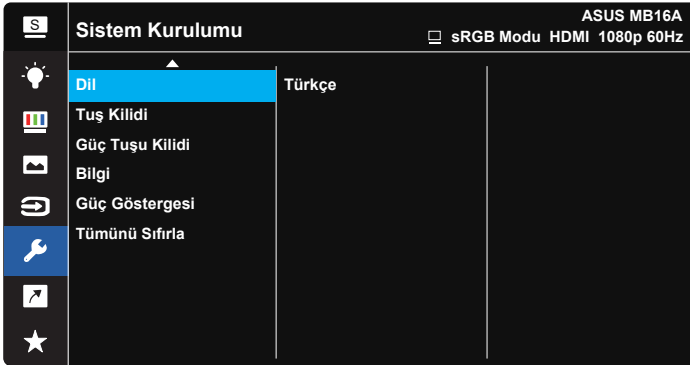 S
Sistem Kurulumu
ASUS MB16A
sRGB Modu HDMI 1080p 60Hz
Dil
Türkçe
Tuş Kilidi
Güç Tuşu Kilidi
Bilgi
Güç Göstergesi
Tümünü Sıfırla